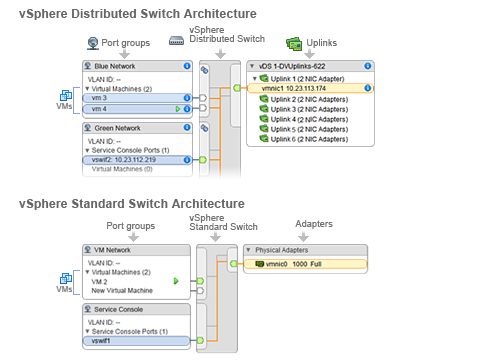 vSphere Distributed Switch Architecture
Port groups
vSphere
Distributed Switch
Uplinks
Blue Network
VLAN ID: --
Virtual Machines (2)
vm 3
vm 4
VMs
Green Network
VLAN ID: --
Service Console Ports (1)
vswif2: 10.23.112.219
Virtual Machines (0)
vDS 1-DVUplinks-622
Uplink 1 (2 NIC Adapter)
vmnic1 10.23.113.174
Uplink 2 (2 NIC Adapters)
Uplink 3 (2 NIC Adapters)
Uplink 4 (2 NIC Adapters)
Uplink 5 (2 NIC Adapters)
Uplink 6 (2 NIC Adapters)
vSphere Standard Switch Architecture
Port groups
vSphere
Standard Switch
Adapters
VM Network
VLAN ID: --
Virtual Machines (2)
VM 2
New Virtual Machine
VMs
Service Console
VLAN ID: --
Service Console Ports (1)
vswif1
Physical Adapters
vmnic0 1000 Full